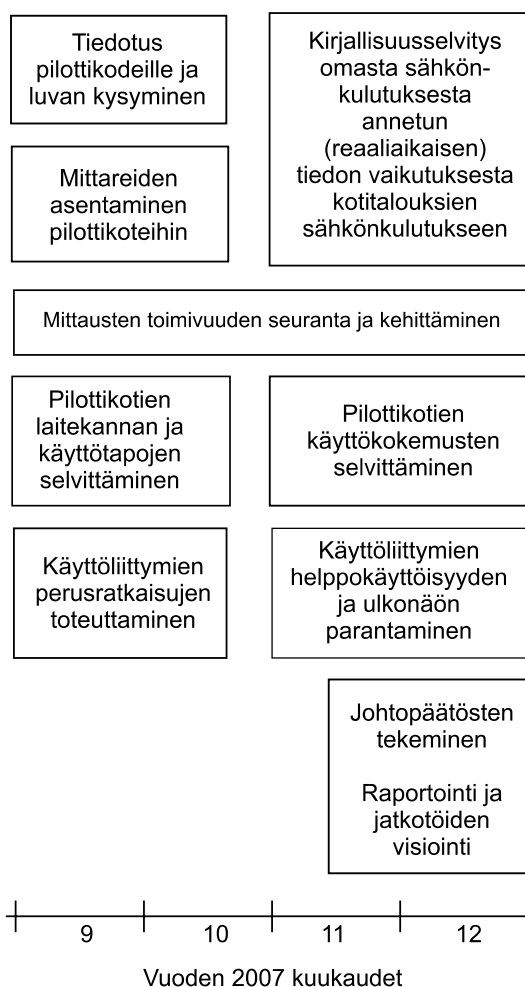 Tiedotus
pilottikodeille ja
luvan kysyminen
Kirjallisuusselvitys
omasta sähkön-
kulutuksesta
annetun
(reaaliaikaisen)
tiedon vaikutuksesta
kotitalouksien
sähkönkulutukseen
Mittareiden
asentaminen
pilottikoteihin
Mittausten toimivuuden seuranta ja kehittäminen
Pilottikotien
laitekannan ja
käyttötapojen
selvittäminen
Pilottikotien
käyttökokemusten
selvittäminen
Käyttöliittymien
perusratkaisujen
toteuttaminen
Käyttöliittymien
helppokäyttöisyyden
ja ulkonäön
parantaminen
Johtopäätösten
tekeminen
Raportointi ja
jatkotöiden
visiointi
9 10 11 12
Vuoden 2007 kuukaudet